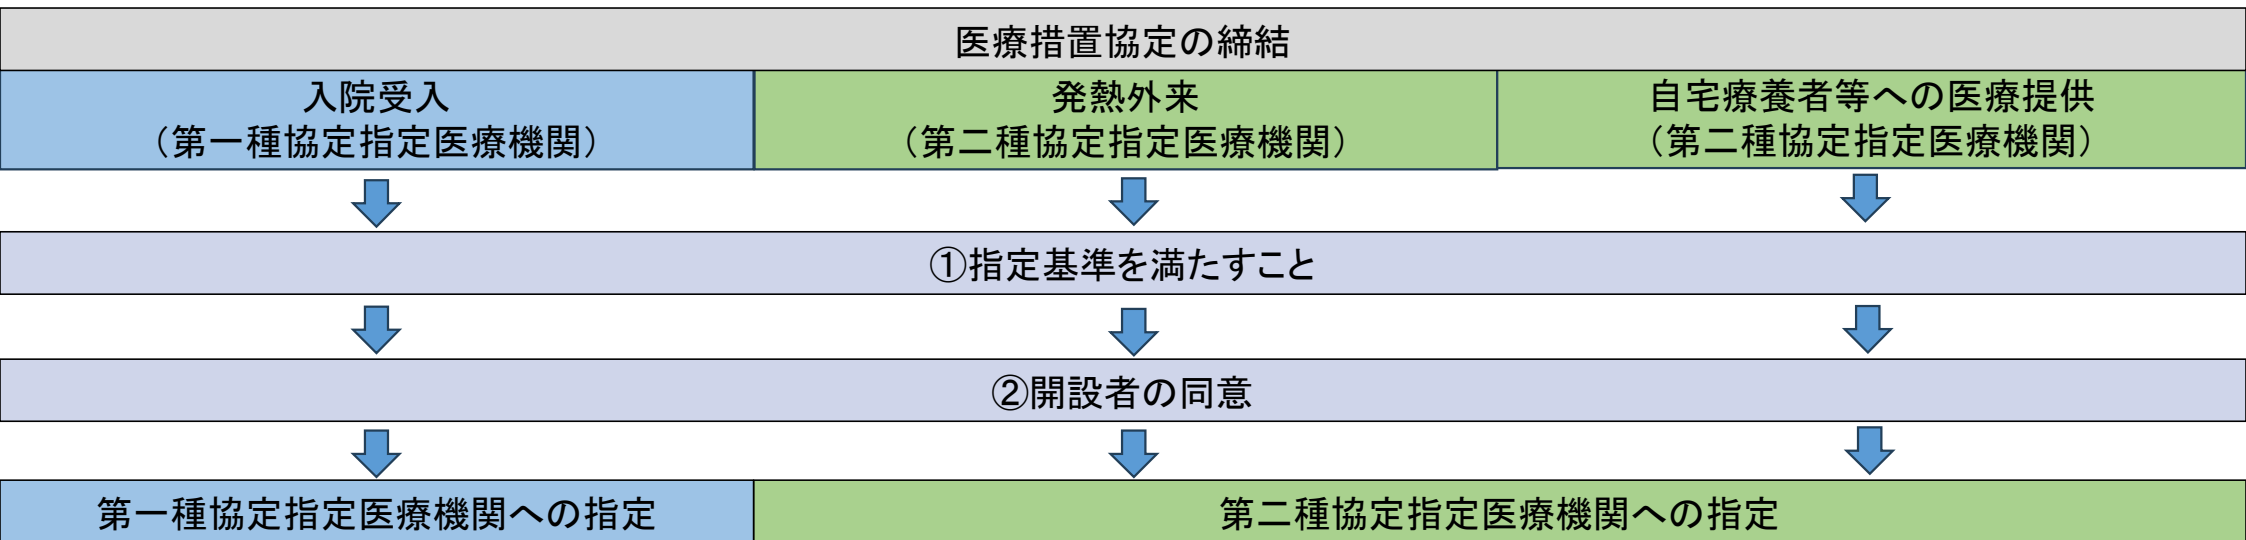 医療措置協定の締結
入院受入
（第一種協定指定医療機関）
発熱外来
（第二種協定指定医療機関）
自宅療養者等への医療提供
（第二種協定指定医療機関）
①指定基準を満たすこと
②開設者の同意
第一種協定指定医療機関への指定
第二種協定指定医療機関への指定